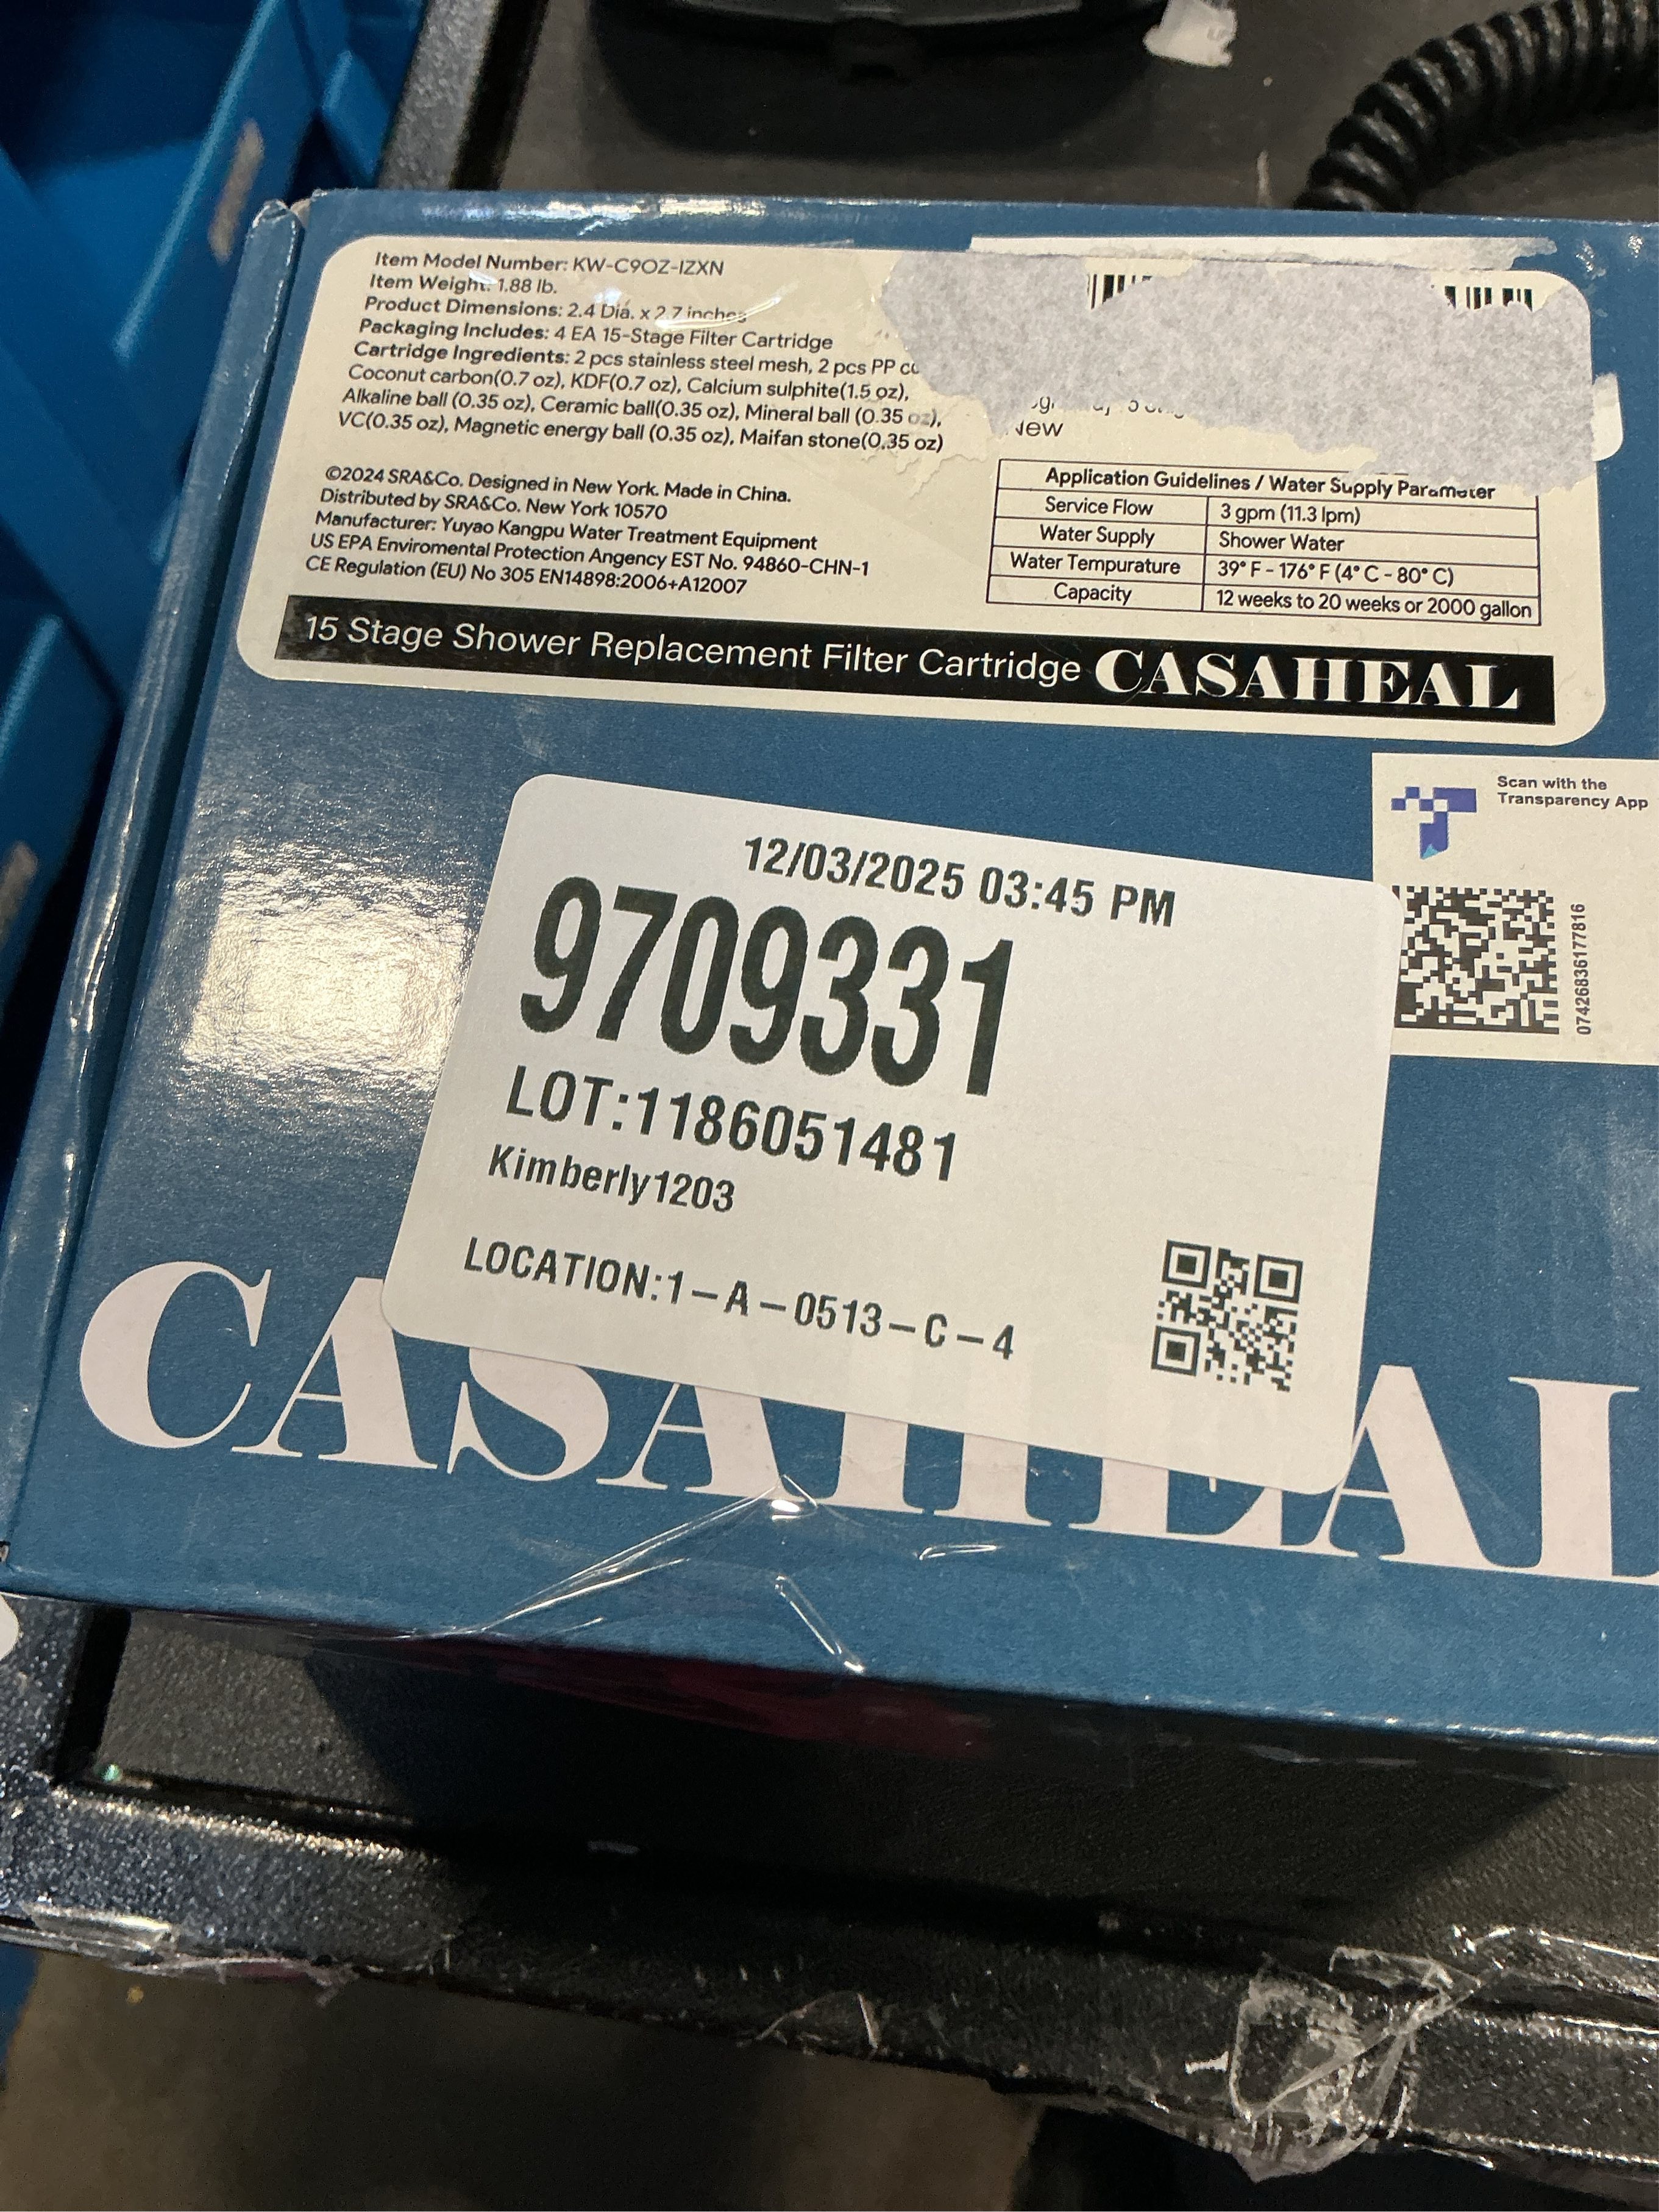 Item Model Number: KW-C9OZ-IZXN
Item Weight: 1.88 lb.
Product Dimensions: 2.4 Dia. x 2.7 inches
Packaging Includes: 4 EA 15-Stage Filter Cartridge
Cartridge Ingredients: 2 pcs stainless steel mesh, 2 pcs PP
Coconut carbon(0.7 oz), KDF(0.7 oz), Calcium sulphite(1.5 oz),
Alkaline ball (0.35 oz), Ceramic ball(0.35 oz), Mineral ball (0.35 oz),
VC(0.35 oz), Magnetic energy ball (0.35 oz), Maifan stone(0.35 oz)
New
©2024 SRA&Co. Designed in New York. Made in China.
Distributed by SRA&Co. New York 10570
Manufacturer: Yuyao Kangpu Water Treatment Equipment
US EPA Enviromental Protection Angency EST No. 94860-CHN-1
CE Regulation (EU) No 305 EN14898:2006+A12007
Application Guidelines / Water Supply Parameter
Service Flow 3 gpm (11.3 lpm)
Water Supply Shower Water
Water Tempurature 39° F - 176° F (4° C - 80° C)
Capacity 12 weeks to 20 weeks or 2000 gallon
15 Stage Shower Replacement Filter Cartridge CASAHEAL
Scan with the
Transparency App
0742683617781​6
12/03/2025 03:45 PM
9709331
LOT:1186051481
Kimberly1203
LOCATION:1-A-0513-C-4
CASAHEAL